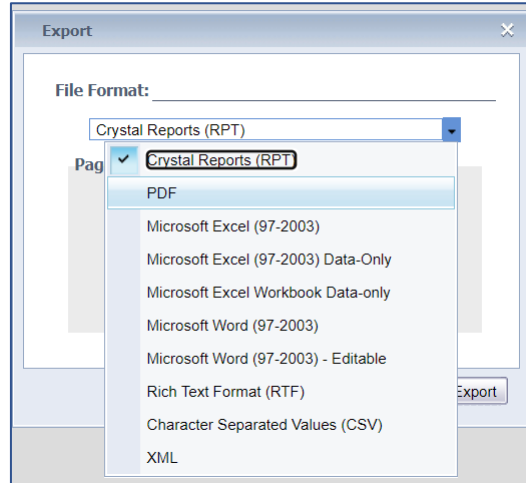 Export
File Format:
Crystal Reports (RPT)
Pag
Crystal Reports (RPT)
PDF
Microsoft Excel (97-2003)
Microsoft Excel (97-2003) Data-Only
Microsoft Excel Workbook Data-only
Microsoft Word (97-2003)
Microsoft Word (97-2003) - Editable
Rich Text Format (RTF)
Export
Character Separated Values (CSV)
XML